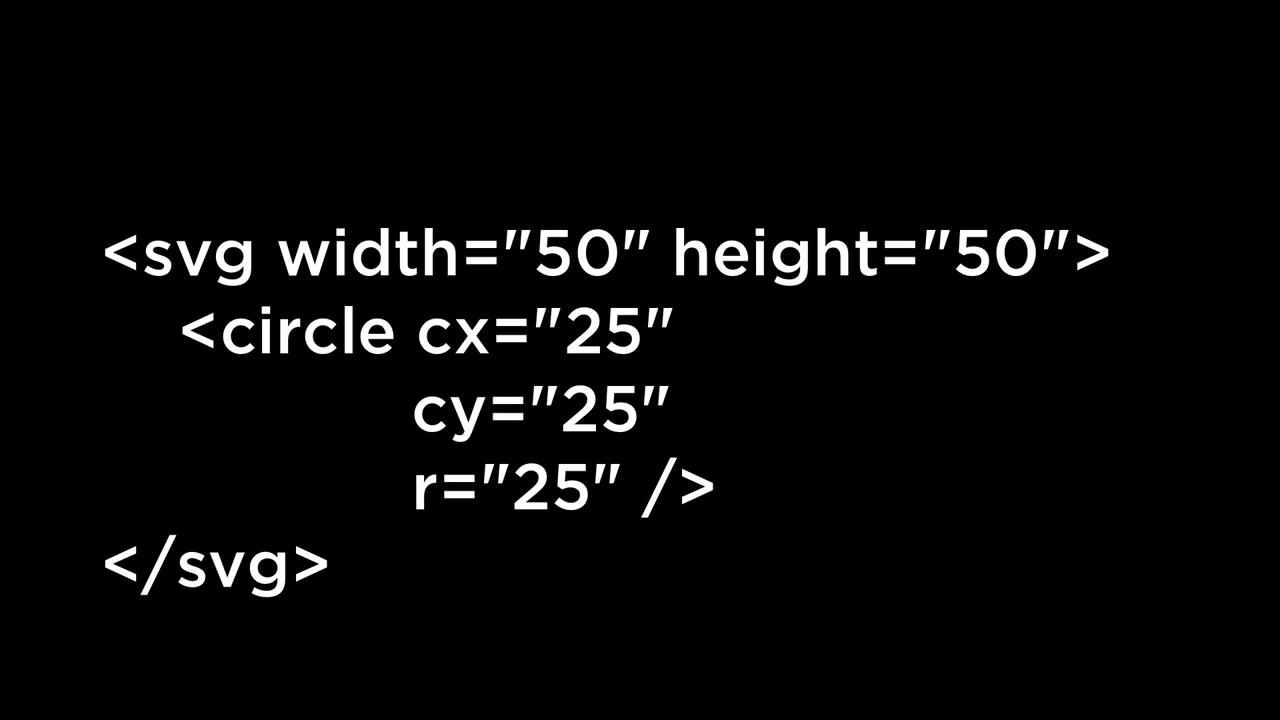 <svg width="50" height="50">
<circle cx="25"
cy="25"
r="25" />
</svg>